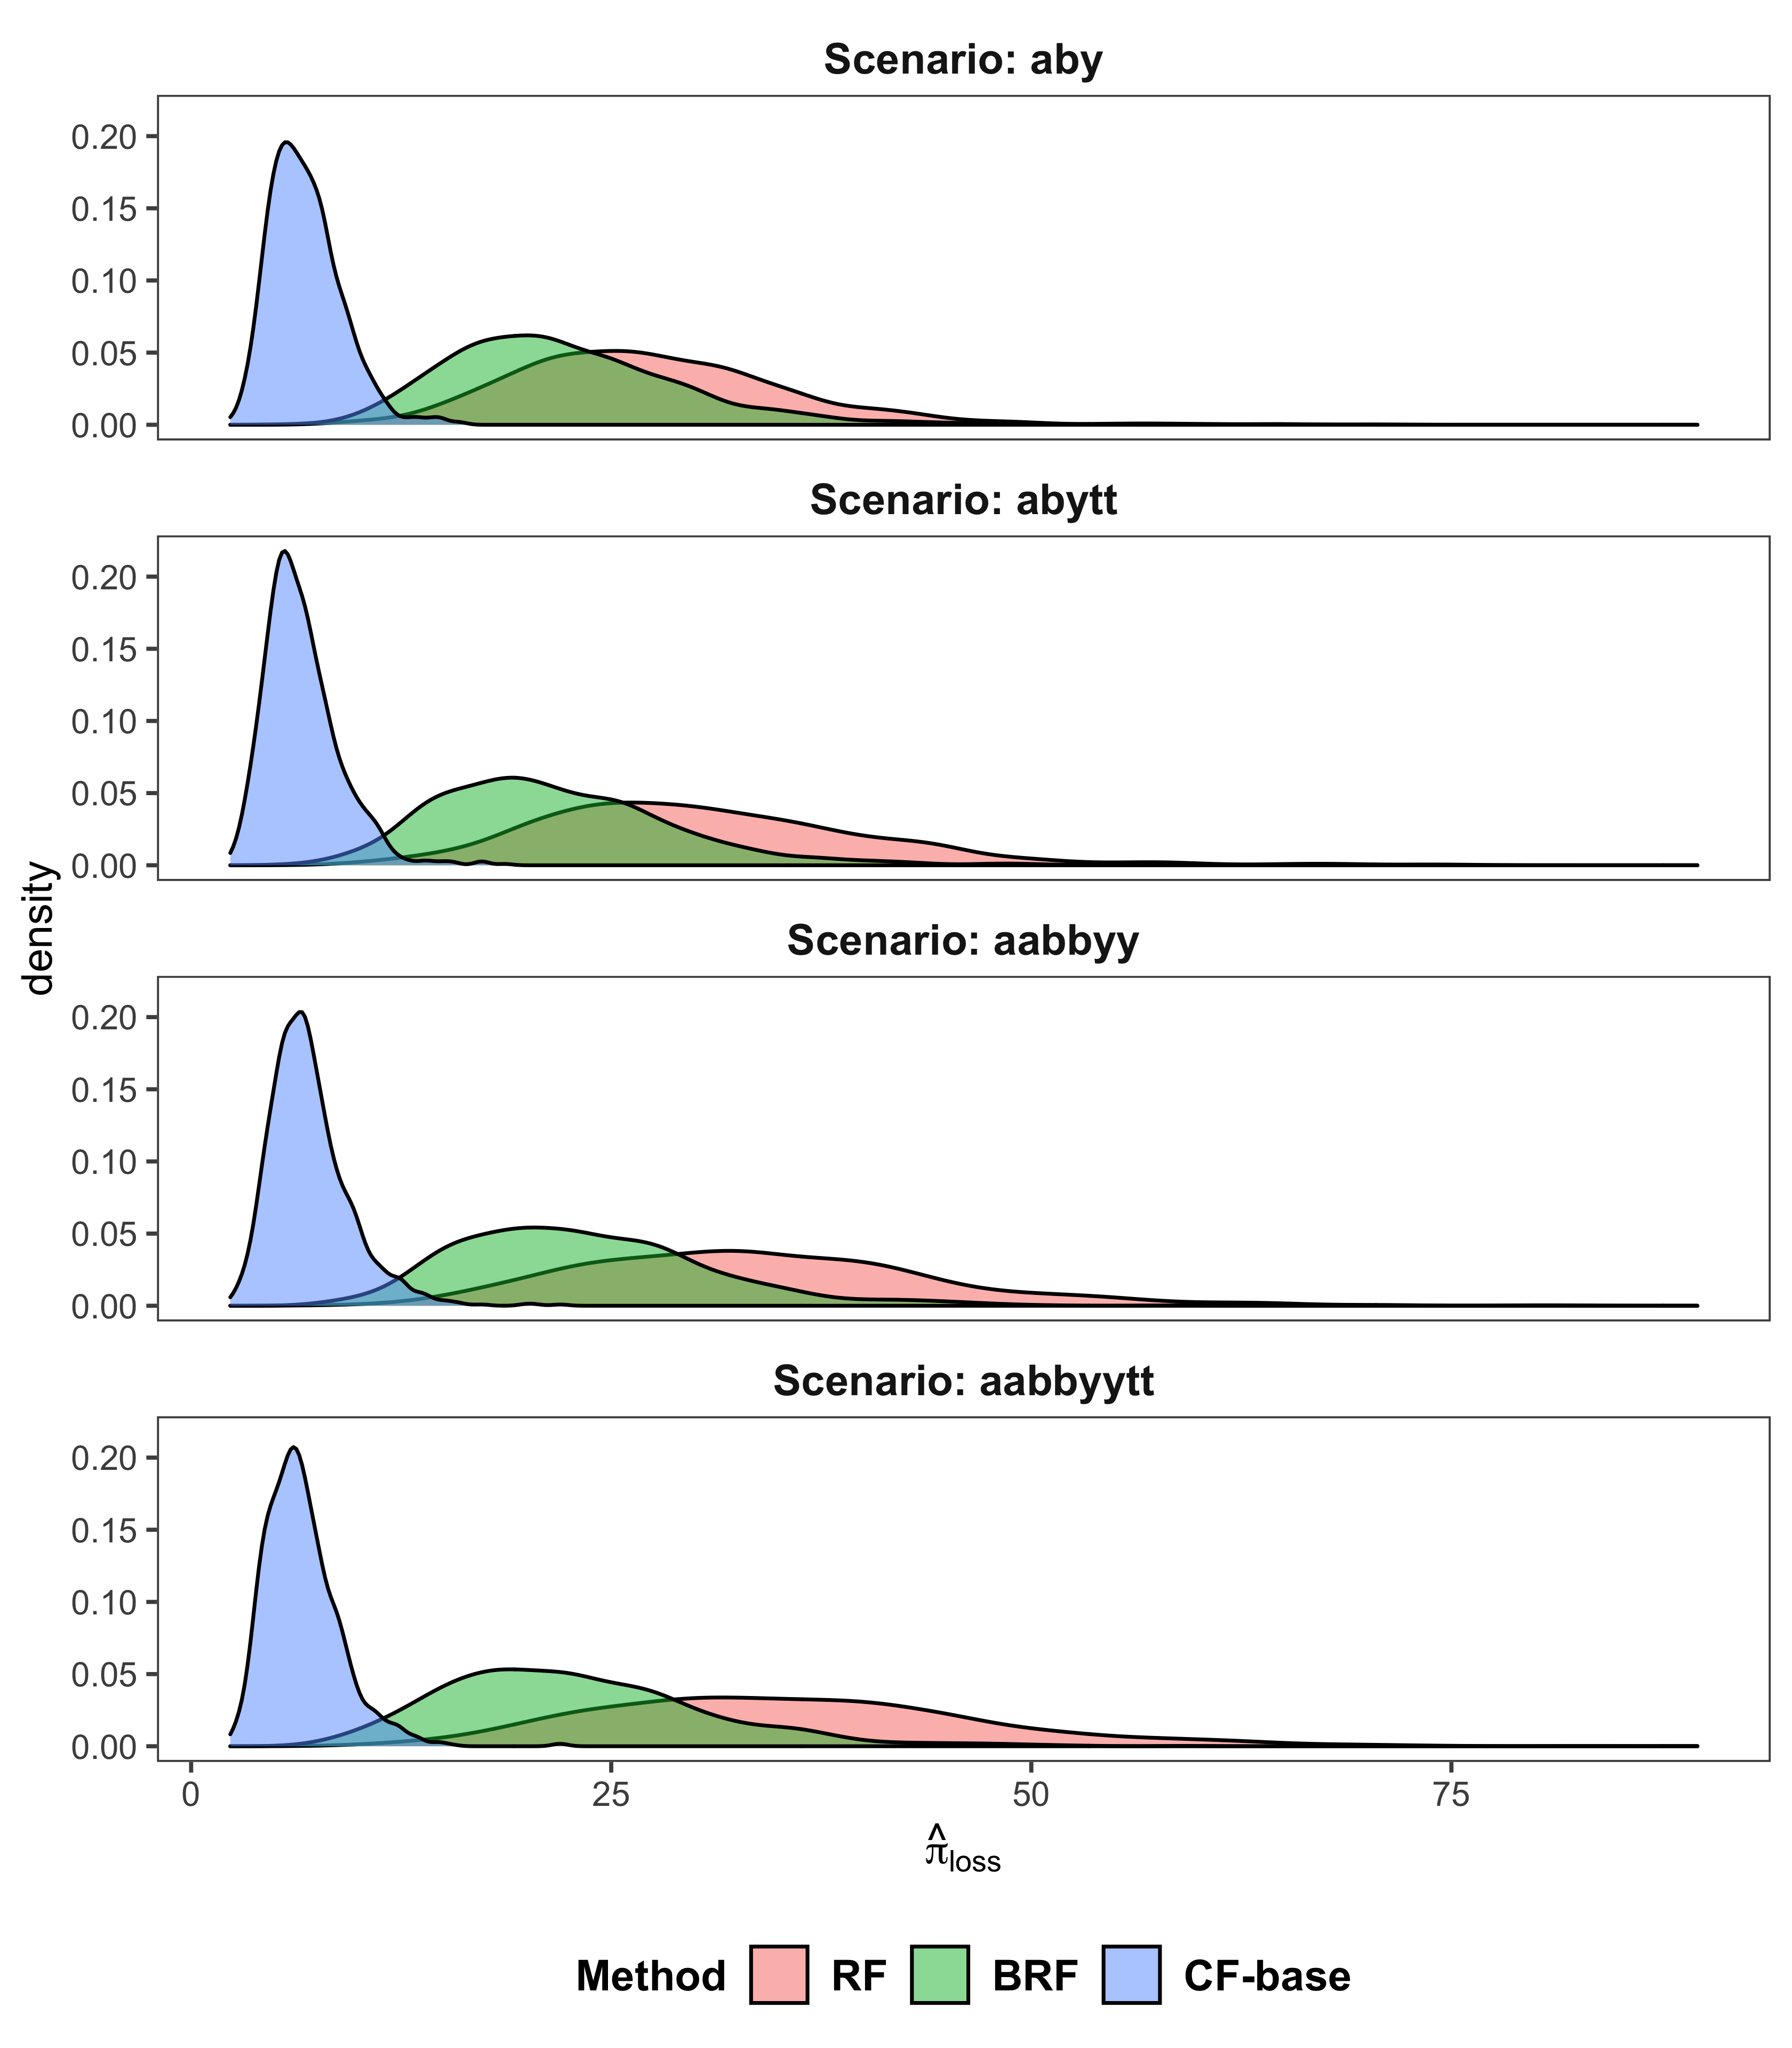 Scenario: aby
0.20
0.15
0.10
0.05
0.00
Scenario: abytt
0.20
0.15
0.10
0.05
0.00
density
Scenario: aabbyy
0.20
0.15
0.10
0.05
0.00
Scenario: aabbyytt
0.20
0.15
0.10
0.05
0.00
0 25 50 75
π̂loss
Method RF BRF CF-base